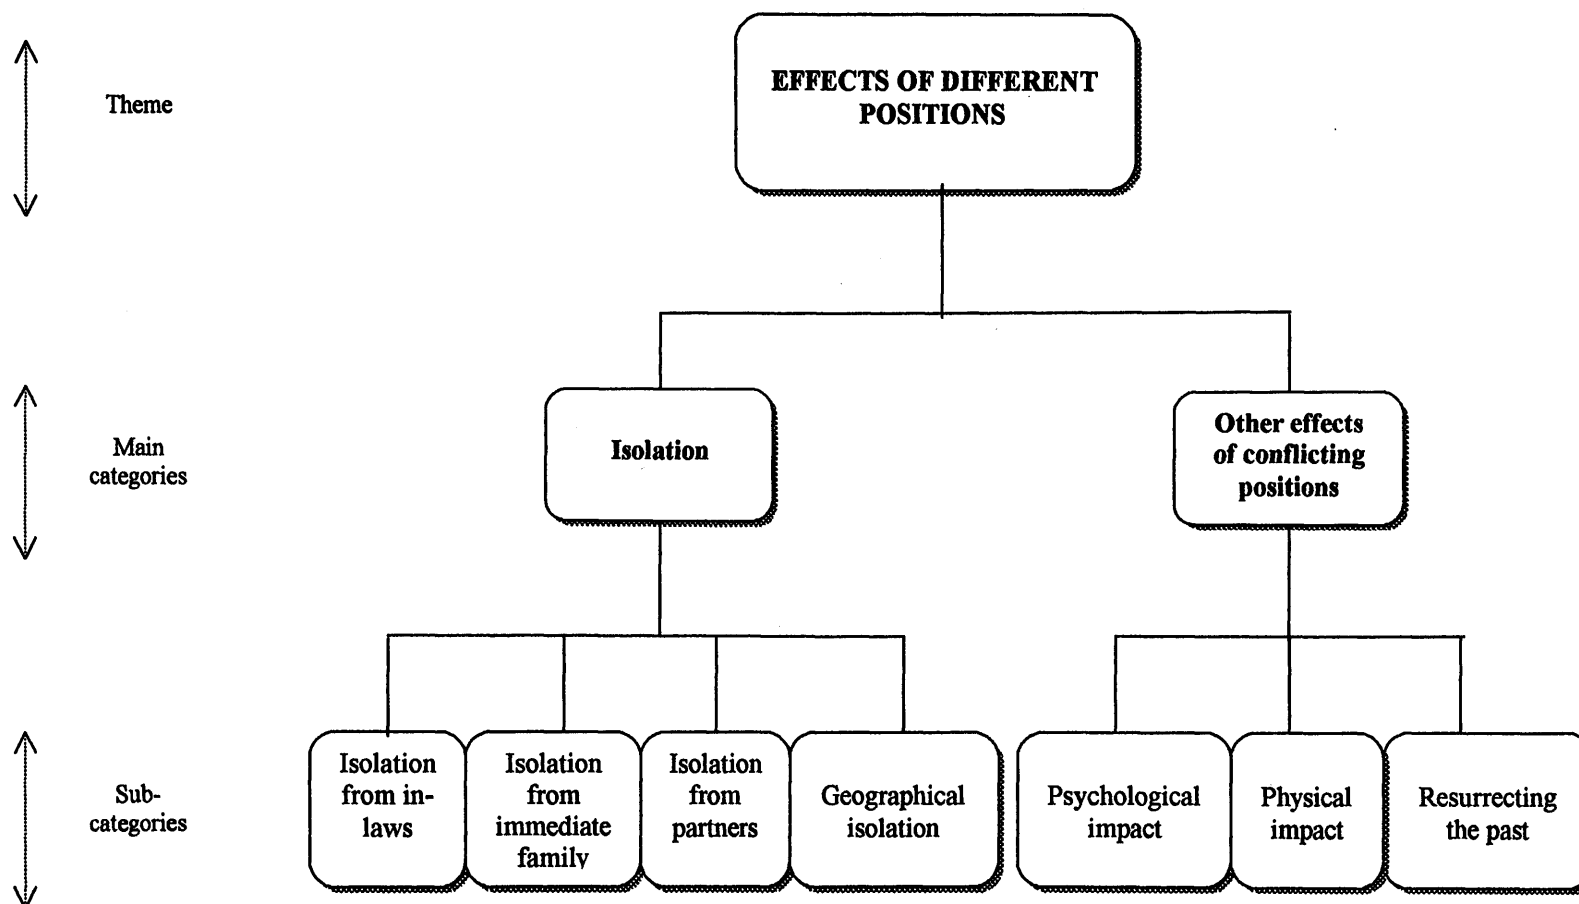 Theme
EFFECTS OF DIFFERENT
POSITIONS
Main
categories
Isolation
Other effects
of conflicting
positions
Sub-
categories
Isolation
from in-
laws
Isolation
from
immediate
family
Isolation
from
partners
Geographical
isolation
Psychological
impact
Physical
impact
Resurrecting
the past